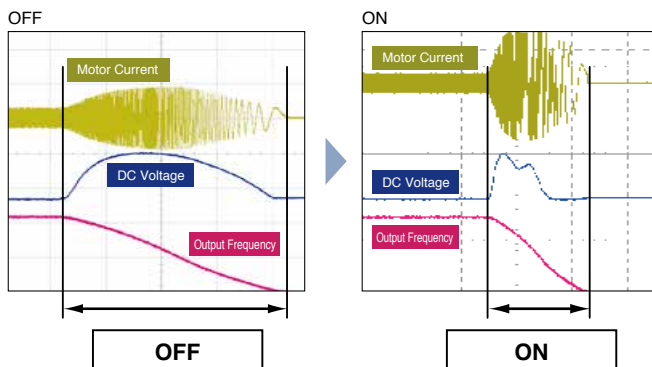 OFF
Motor Current
DC Voltage
Output Frequency
OFF
ON
Motor Current
DC Voltage
Output Frequency
ON